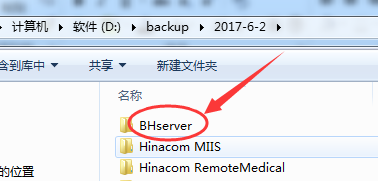 计算机 ▸ 软件 (D:) ▸ backup ▸ 2017-6-2 ▸
含到库中 ▾ 共享 ▾ 新建文件夹
名称
BHserver
Hinacom MIIS
Hinacom RemoteMedical
的位置